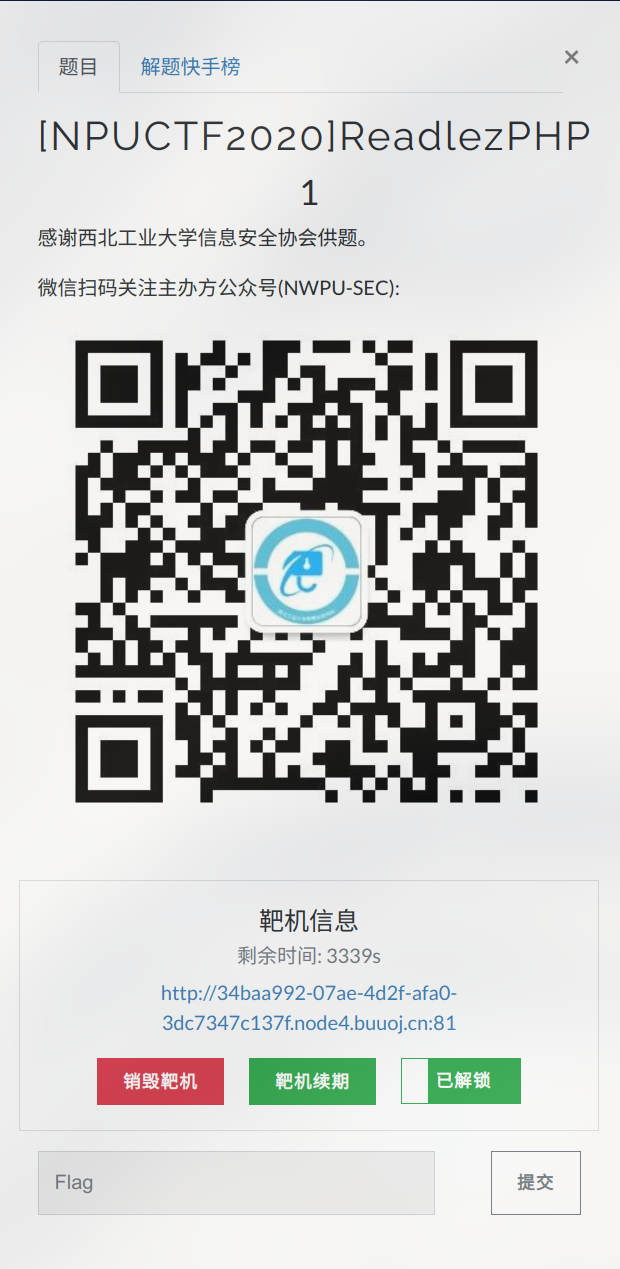 题目
解题快手榜
×
[NPUCTF2020]ReadlezPHP
1
感谢西北工业大学信息安全协会供题。
微信扫码关注主办方公众号(NWPU-SEC):
靶机信息
剩余时间: 3339s
http://34baa992-07ae-4d2f-afa0-
3dc7347c137f.node4.buuoj.cn:81
销毁靶机
靶机续期
已解锁
Flag
提交